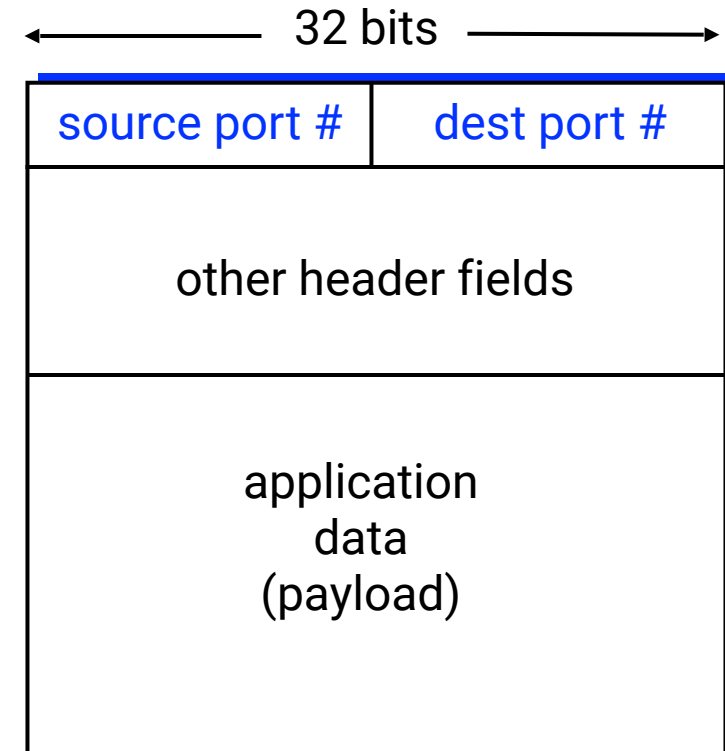 32 bits
source port # dest port #
other header fields
application
data
(payload)